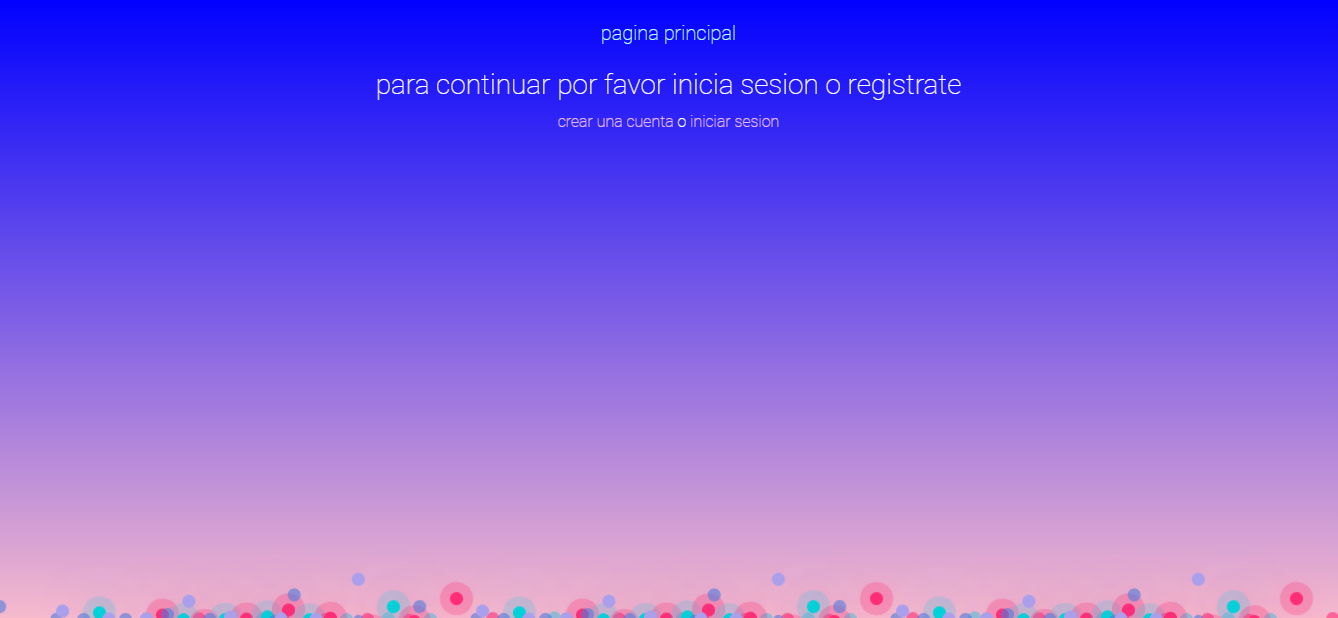 pagina principal
para continuar por favor inicia sesion o registrate
crear una cuenta o iniciar sesion